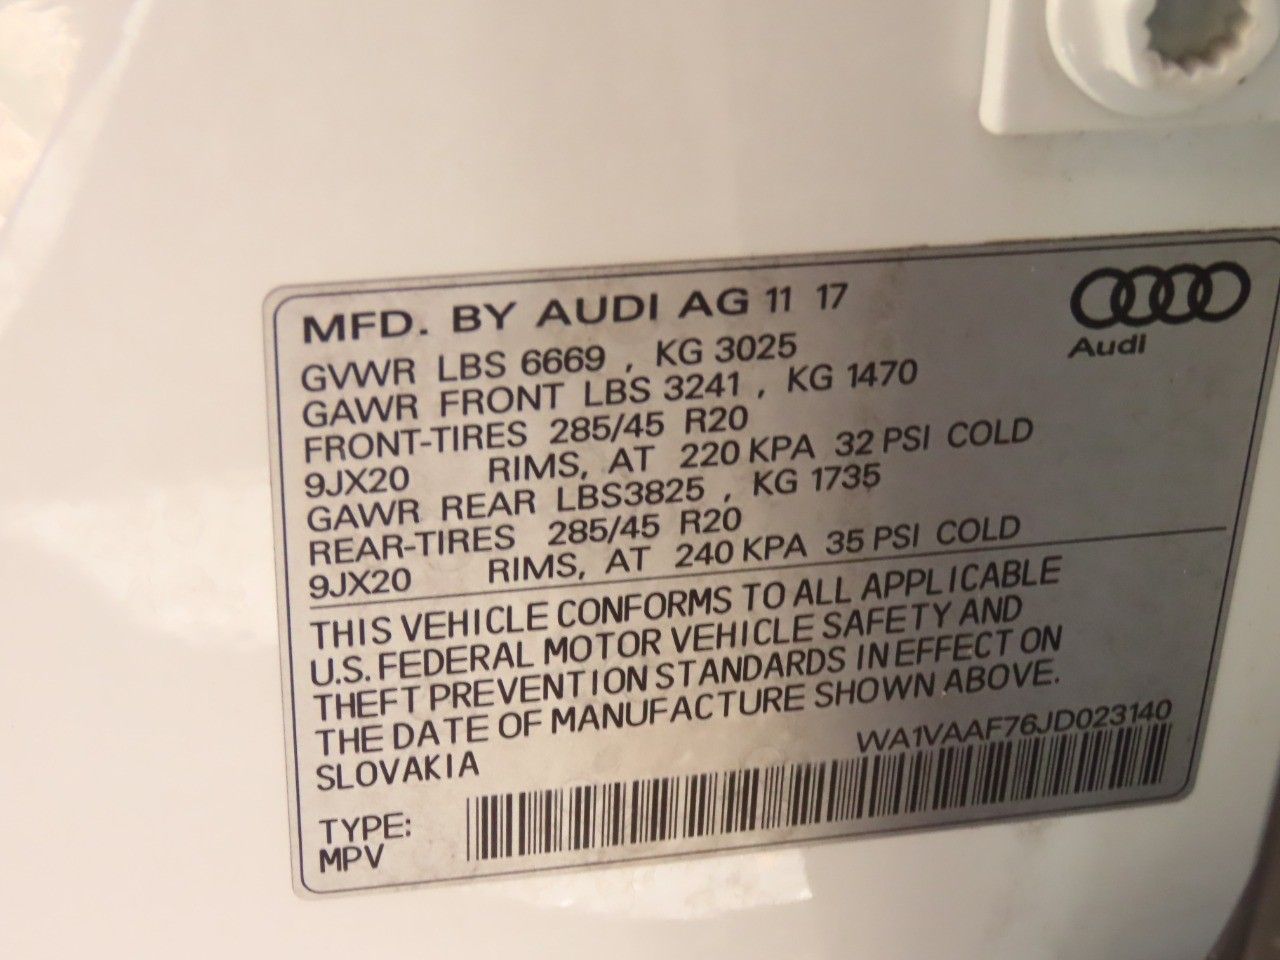 MFD. BY AUDI AG 11 17
Audi
GVWR LBS 6669 , KG 3025
GAWR FRONT LBS 3241 , KG 1470
FRONT-TIRES 285/45 R20
9JX20 RIMS, AT 220 KPA 32 PSI COLD
GAWR REAR LBS3825 , KG 1735
REAR-TIRES 285/45 R20
9JX20 RIMS, AT 240 KPA 35 PSI COLD
THIS VEHICLE CONFORMS TO ALL APPLICABLE
U.S. FEDERAL MOTOR VEHICLE SAFETY AND
THEFT PREVENTION STANDARDS IN EFFECT ON
THE DATE OF MANUFACTURE SHOWN ABOVE.
SLOVAKIA
WA1VAAF76JD023140
TYPE:
MPV